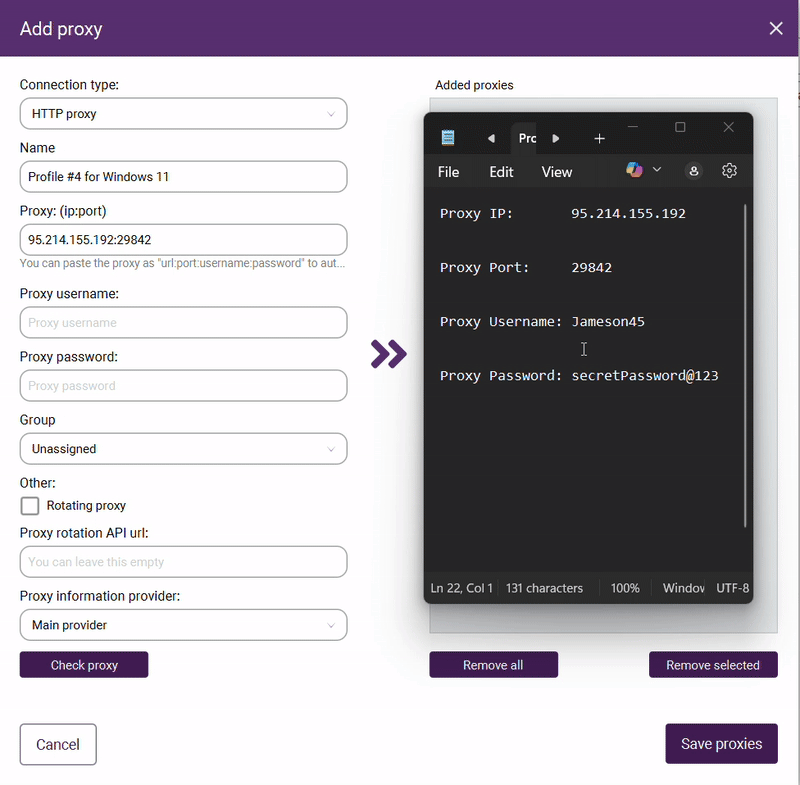 Add proxy
Connection type:
HTTP proxy
Name
Profile #4 for Windows 11
Proxy: (ip:port)
95.214.155.192:29842
You can paste the proxy as "url:port:username:password" to aut...
Proxy username:
Proxy username
Proxy password:
Proxy password
Group
Unassigned
Other:
Rotating proxy
Proxy rotation API url:
You can leave this empty
Proxy information provider:
Main provider
Check proxy
Cancel
Added proxies
Prc
File Edit View
Proxy IP: 95.214.155.192
Proxy Port: 29842
Proxy Username: Jameson45
Proxy Password: secretPassword@123
Ln 22, Col 1 131 characters 100% Window UTF-8
Remove all
Remove selected
Save proxies